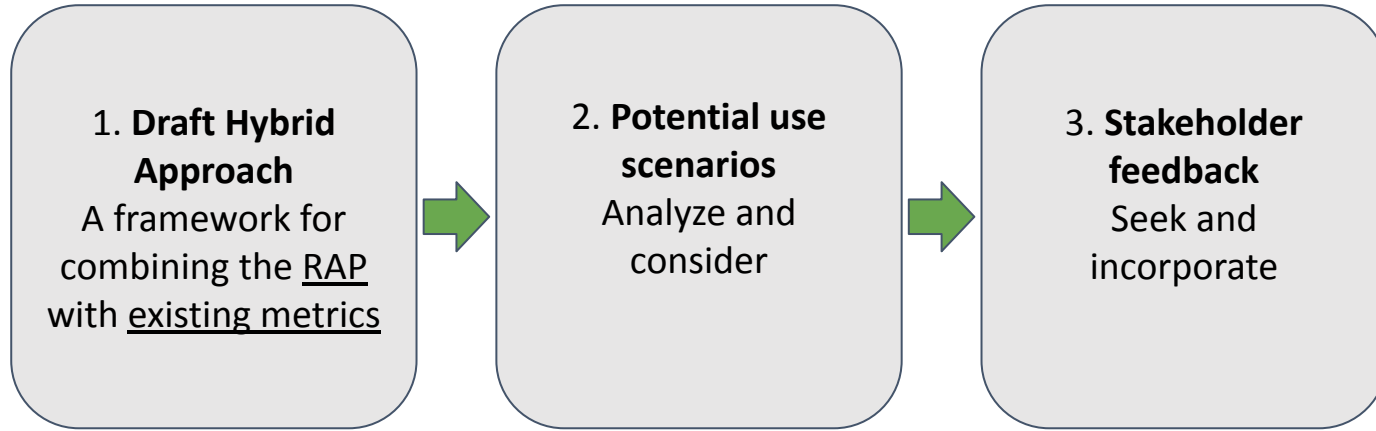 1. Draft Hybrid
Approach
A framework for
combining the RAP
with existing metrics
2. Potential use
scenarios
Analyze and
consider
3. Stakeholder
feedback
Seek and
incorporate